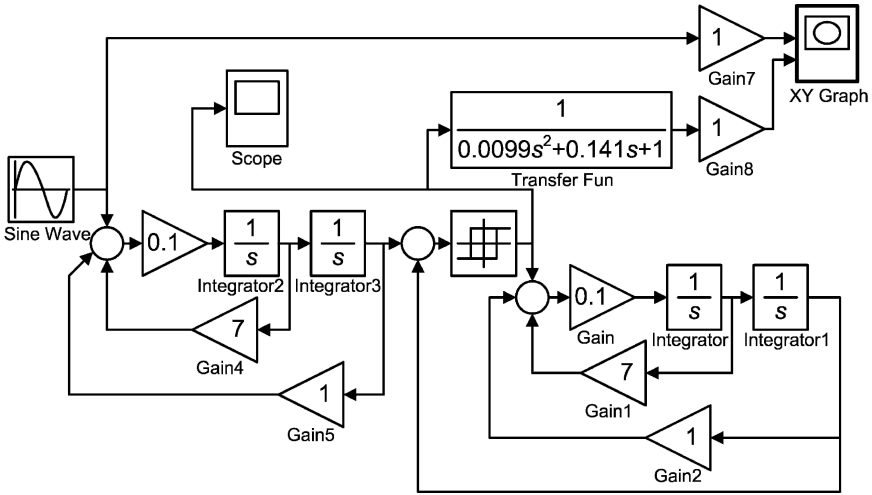 1
Gain7
XY Graph
Scope
1
0.0099s²+0.141s+1
Transfer Fun
1
Gain8
Sine Wave
0.1
1
s
Integrator2
1
s
Integrator3
7
Gain4
1
Gain5
0.1
Gain
1
s
Integrator
1
s
Integrator1
7
Gain1
1
Gain2